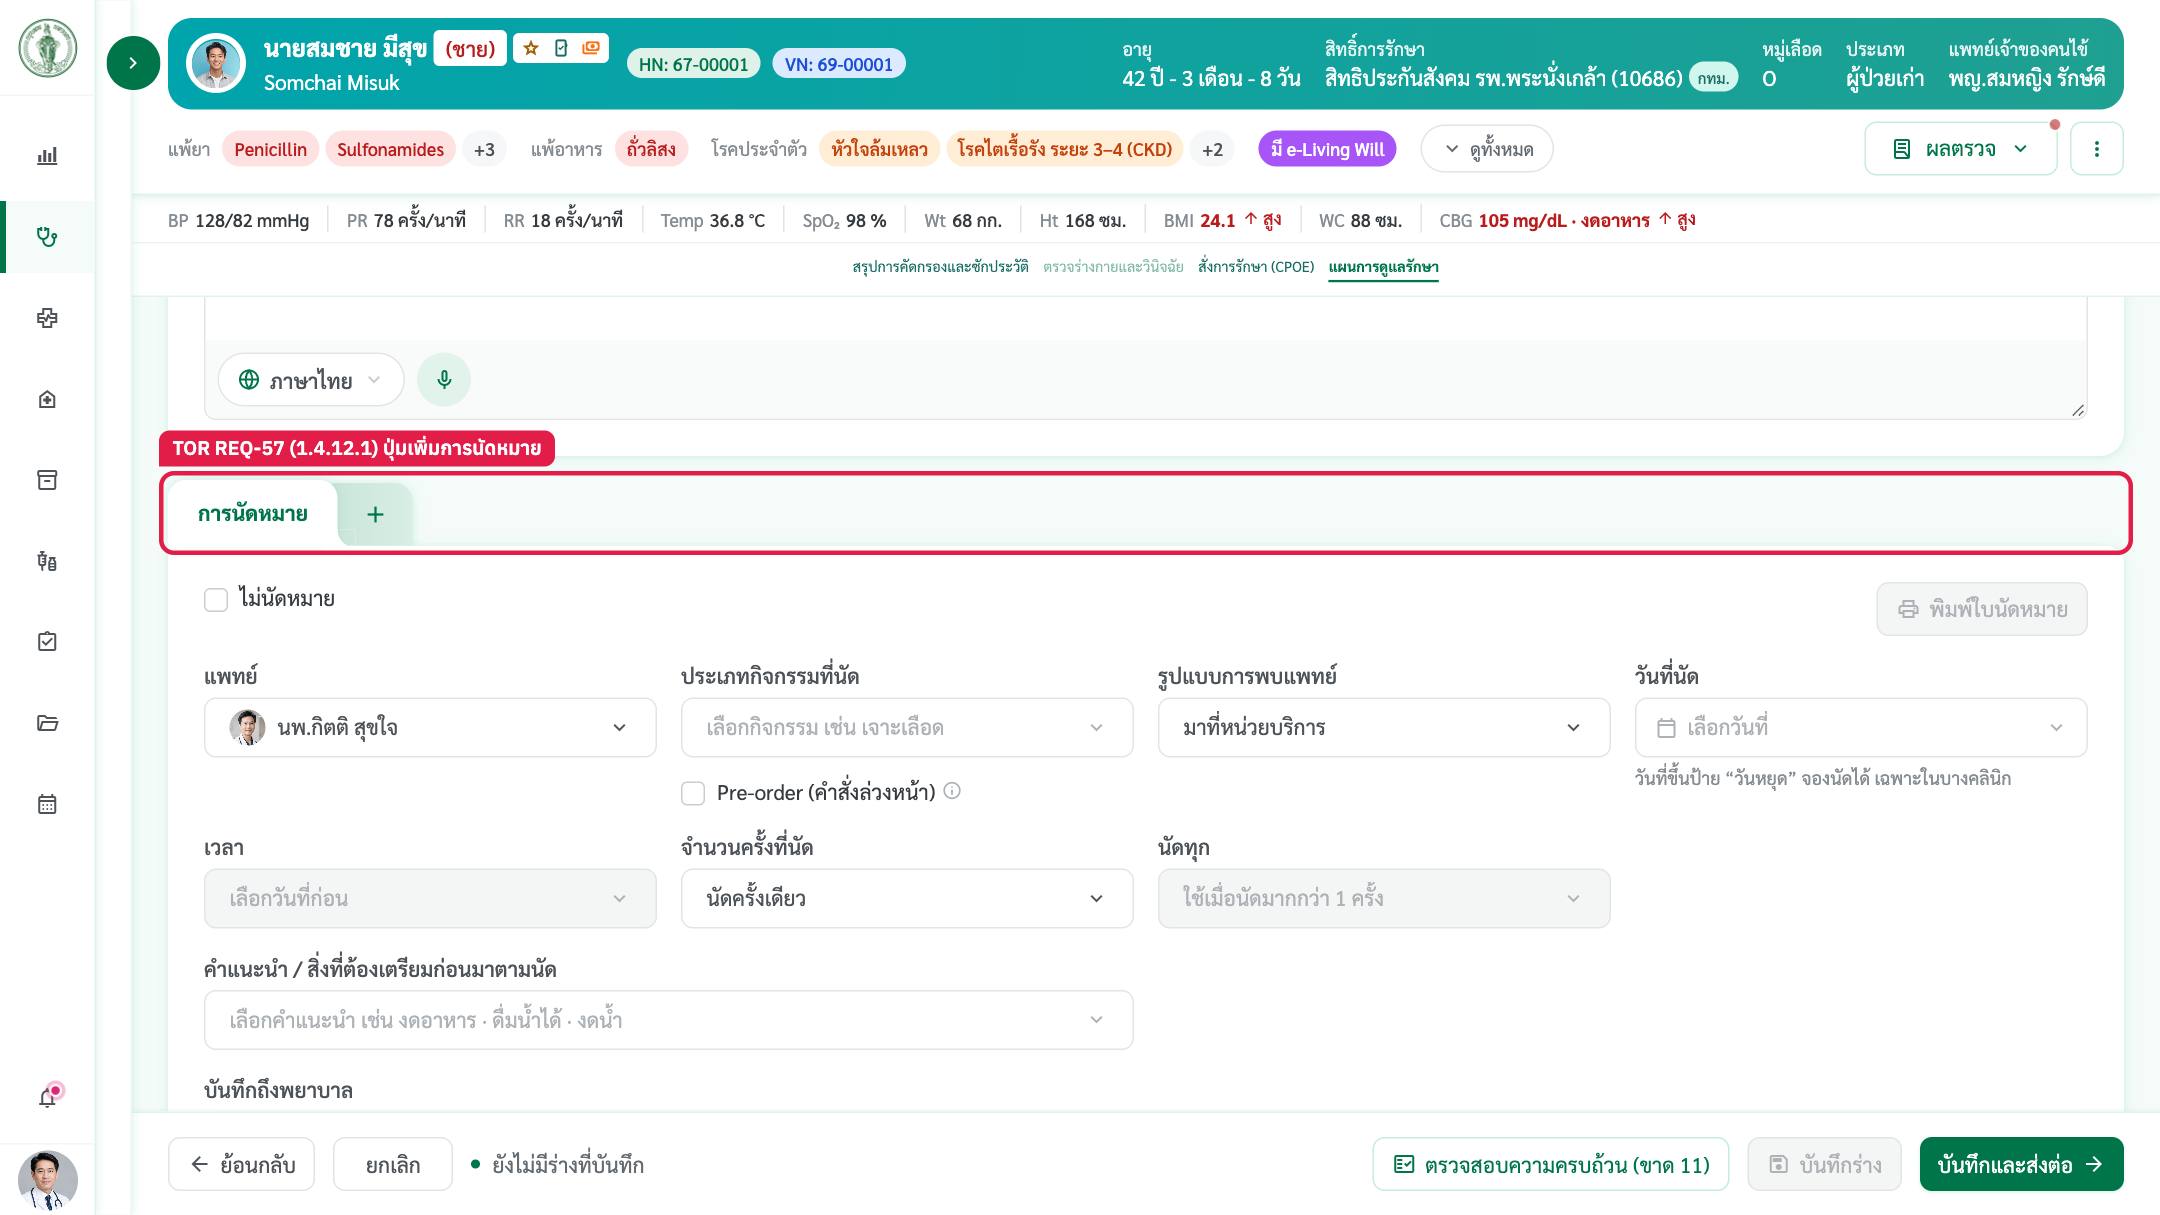 นายสมชาย มีสุข (ชาย)
Somchai Misuk
HN: 67-00001
VN: 69-00001
อายุ
42 ปี - 3 เดือน - 8 วัน
สิทธิ์การรักษา
สิทธิประกันสังคม รพ.พระนั่งเกล้า (10686) กทม.
หมู่เลือด
O
ประเภท
ผู้ป่วยเก่า
แพทย์เจ้าของคนไข้
พญ.สมหญิง รักษ์ดี
แพ้ยา Penicillin Sulfonamides +3 แพ้อาหาร ถั่วลิสง โรคประจำตัว หัวใจล้มเหลว โรคไตเรื้อรัง ระยะ 3–4 (CKD) +2 มี e-Living Will ดูทั้งหมด
ผลตรวจ
BP 128/82 mmHg PR 78 ครั้ง/นาที RR 18 ครั้ง/นาที Temp 36.8 °C SpO₂ 98 % Wt 68 กก. Ht 168 ซม. BMI 24.1 ↑ สูง WC 88 ซม. CBG 105 mg/dL · งดอาหาร ↑ สูง
สรุปการคัดกรองและซักประวัติ ตรวจร่างกายและวินิจฉัย สั่งการรักษา (CPOE) แผนการดูแลรักษา
ภาษาไทย
TOR REQ-57 (1.4.12.1) ปุ่มเพิ่มการนัดหมาย
การนัดหมาย +
ไม่นัดหมาย
พิมพ์ใบนัดหมาย
แพทย์
นพ.กิตติ สุขใจ
ประเภทกิจกรรมที่นัด
เลือกกิจกรรม เช่น เจาะเลือด
Pre-order (คำสั่งล่วงหน้า)
รูปแบบการพบแพทย์
มาที่หน่วยบริการ
วันที่นัด
เลือกวันที่
วันที่ขึ้นป้าย “วันหยุด” จองนัดได้ เฉพาะในบางคลินิก
เวลา
เลือกวันที่ก่อน
จำนวนครั้งที่นัด
นัดครั้งเดียว
นัดทุก
ใช้เมื่อนัดมากกว่า 1 ครั้ง
คำแนะนำ / สิ่งที่ต้องเตรียมก่อนมาตามนัด
เลือกคำแนะนำ เช่น งดอาหาร · ดื่มน้ำได้ · งดน้ำ
บันทึกถึงพยาบาล
← ย้อนกลับ
ยกเลิก
ยังไม่มีร่างที่บันทึก
ตรวจสอบความครบถ้วน (ขาด 11)
บันทึกร่าง
บันทึกและส่งต่อ →